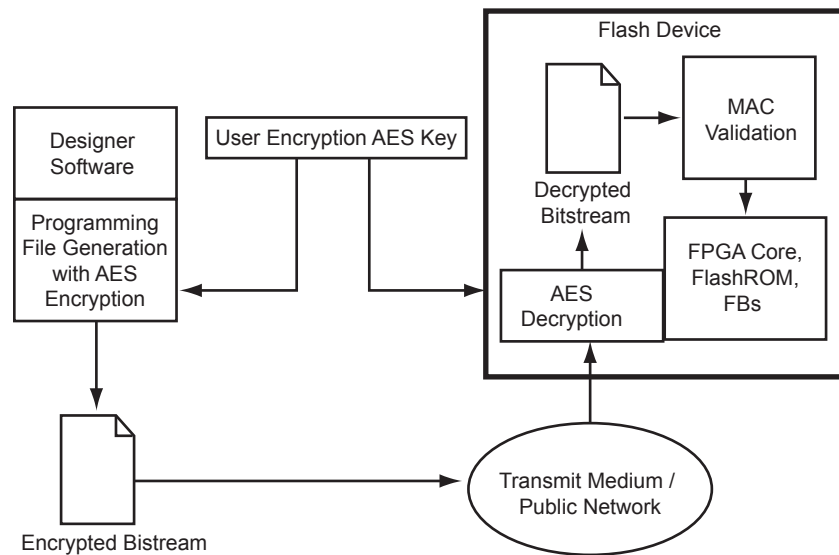 Flash Device
MAC
Validation
Designer
Software
User Encryption AES Key
Decrypted
Bitstream
Programming
File Generation
with AES
Encryption
FPGA Core,
FlashROM,
FBs
AES
Decryption
Transmit Medium /
Public Network
Encrypted Bistream